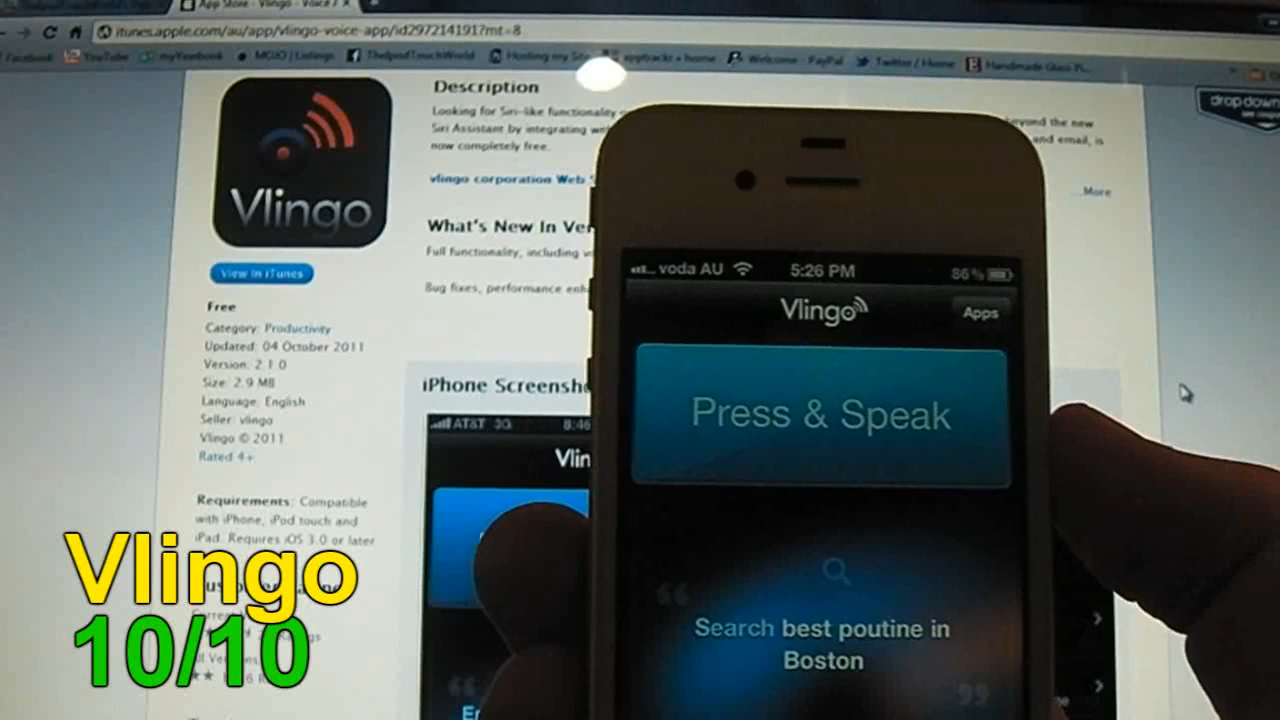 App Store - Vlingo - Voice
itunes.apple.com/au/app/vlingo-voice-app/id297214191?mt=8
Facebook YouTube myYearbook MOJO | Listings TheIpodTouchWorld Hosting my Site apptrackr • home Welcome - PayPal Twitter / Home Handmade Glass
drop down
Description
Looking for Siri-like functionality
beyond the new
Siri Assistant by integrating
and email, is
now completely free.
vlingo corporation Web
...More
What's New In
Full functionality, including
Bug fixes, performance
Vlingo
View In iTunes
Free
Category: Productivity
Updated: 04 October 2011
Version: 2.1.0
Size: 2.9 MB
Language: English
Seller: vlingo
Vlingo © 2011
Rated 4+
Requirements: Compatible
with iPhone, iPod touch and
iPad. Requires iOS 3.0 or later
iPhone
AT&T 3G 8:46
voda AU 5:26 PM 86%
Vlingo Apps
Press & Speak
“
Search best poutine in
Boston
”
Vlingo
10/10